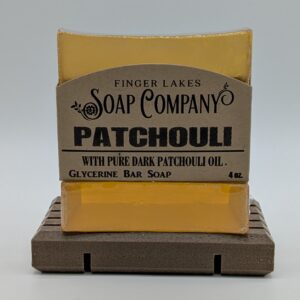 FINGER LAKES
SOAP COMPANY
PATCHOULI
WITH PURE DARK PATCHOULI OIL.
GLYCERINE BAR SOAP 4 oz.